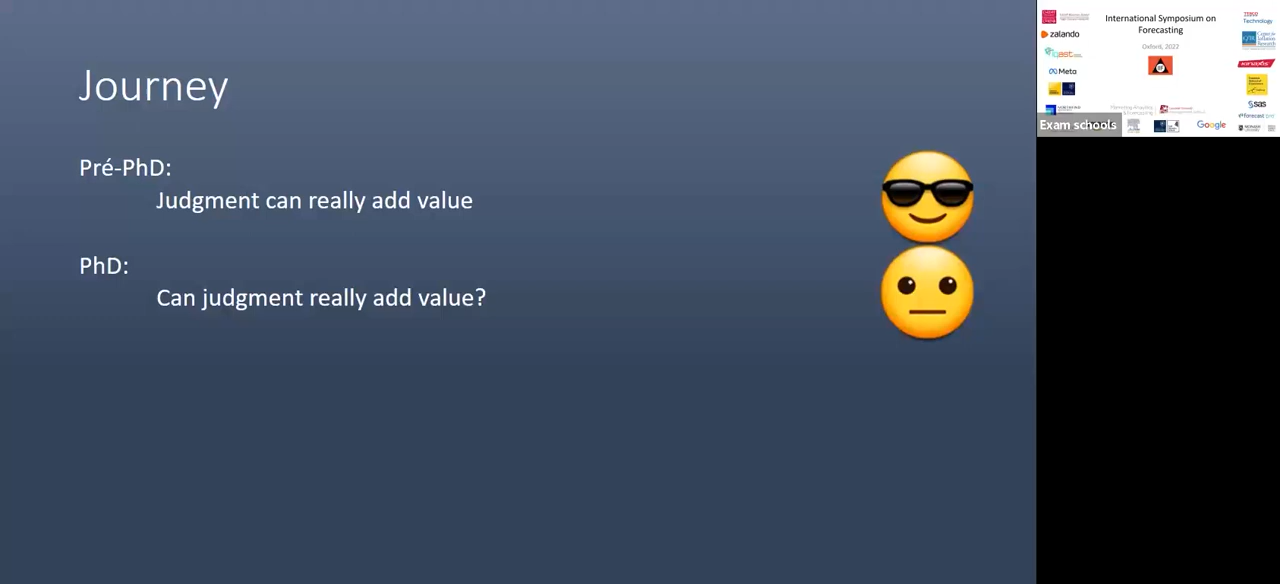 Journey
Pré-PhD:
Judgment can really add value
PhD:
Can judgment really add value?
International Symposium on
Forecasting
Oxford, 2022
zalando
Meta
Technology
sas
Google
Exam schools